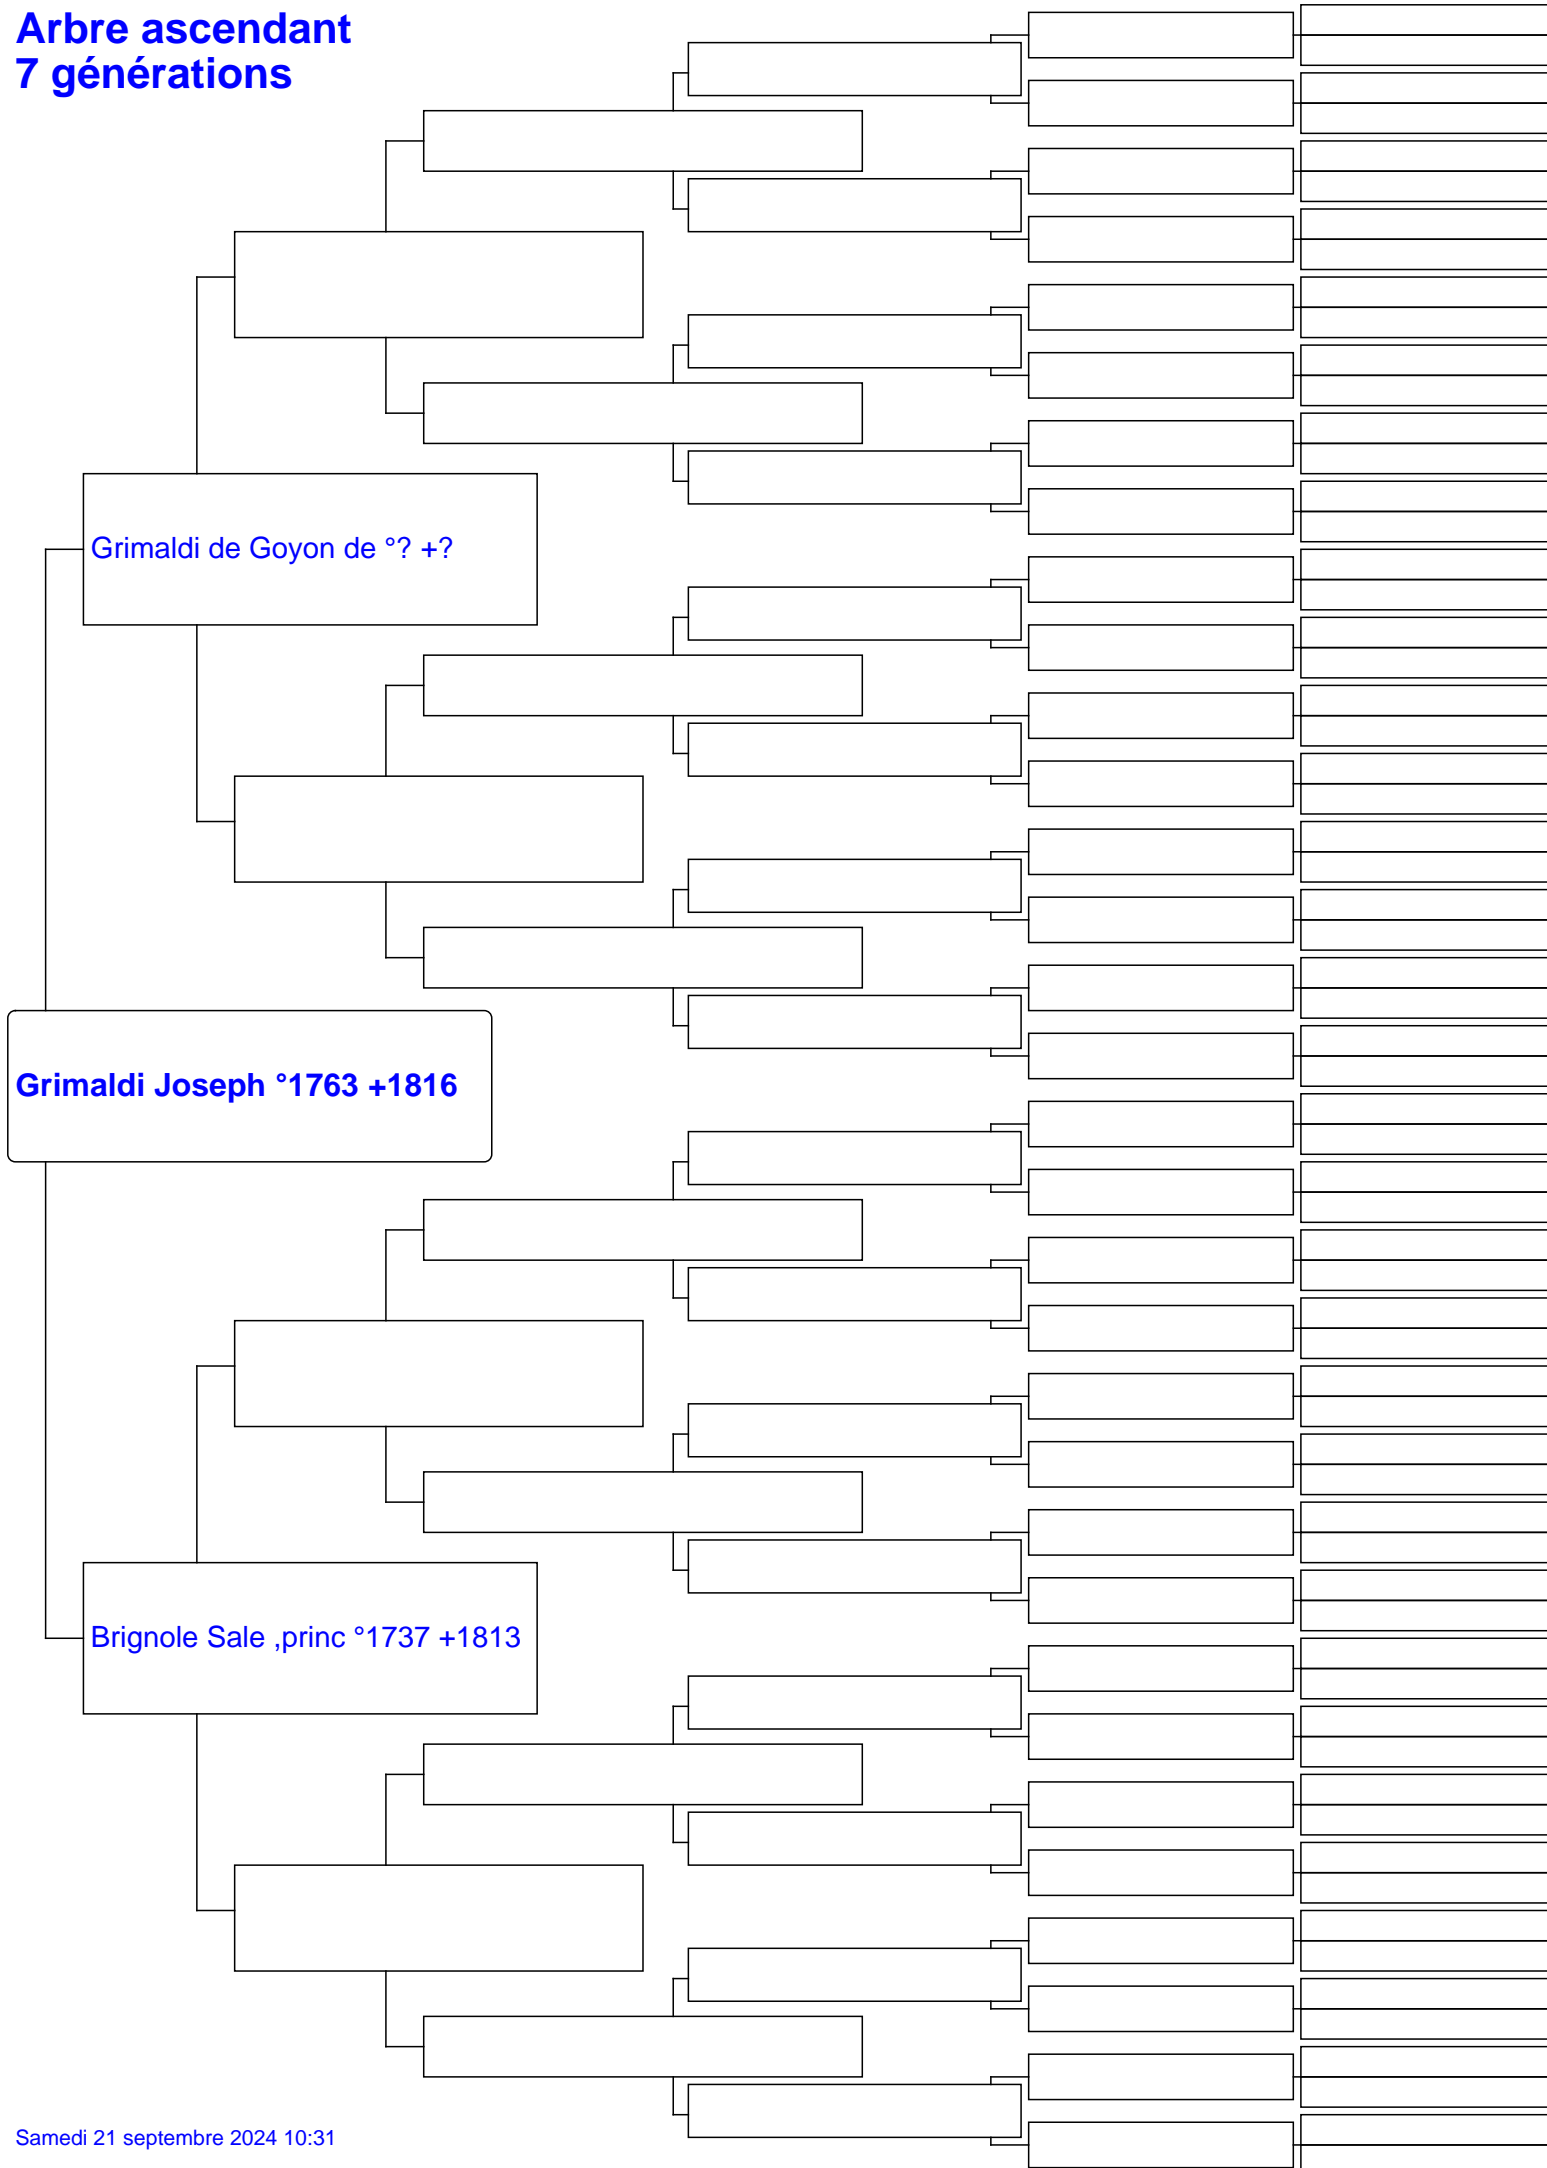 Arbre ascendant
7 générations
Grimaldi de Goyon de °? +?
Grimaldi Joseph °1763 +1816
Brignole Sale ,princ °1737 +1813
Samedi 21 septembre 2024 10:31